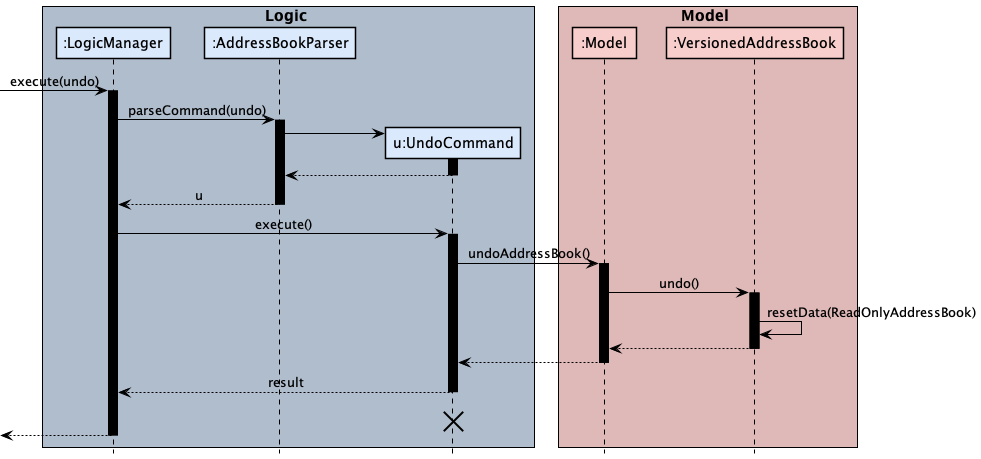 Logic
Model
:LogicManager
:AddressBookParser
:Model
:VersionedAddressBook
execute(undo)
parseCommand(undo)
u:UndoCommand
u
execute()
undoAddressBook()
undo()
resetData(ReadOnlyAddressBook)
result